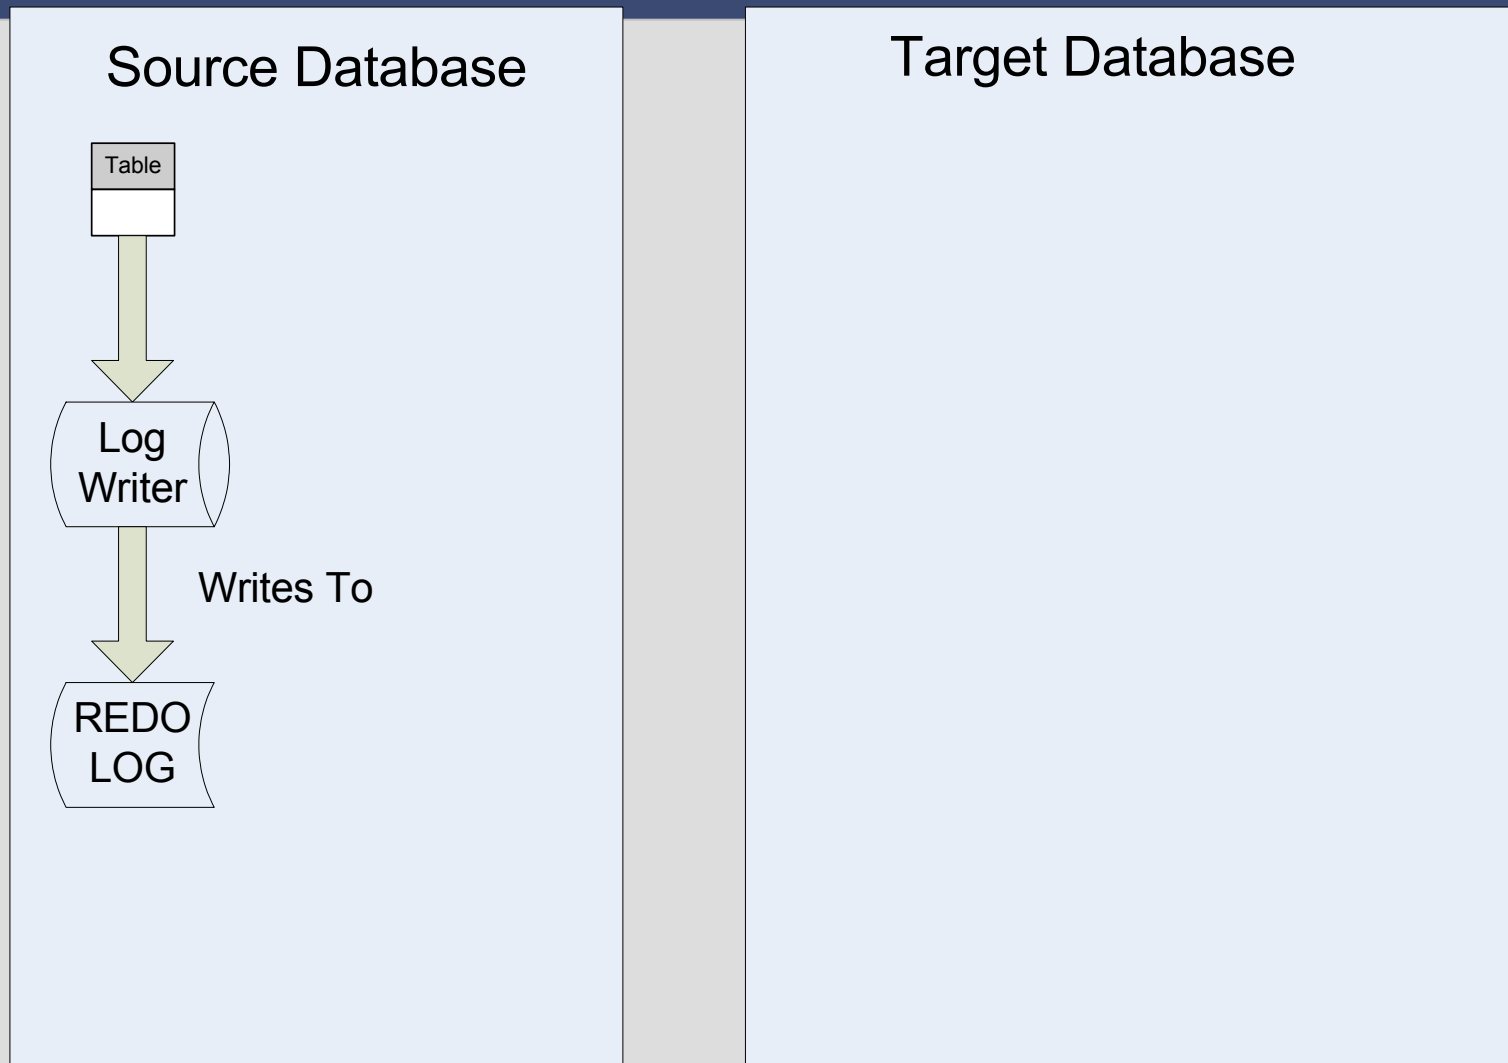 Source Database
Target Database
Table
Log
Writer
Writes To
REDO
LOG